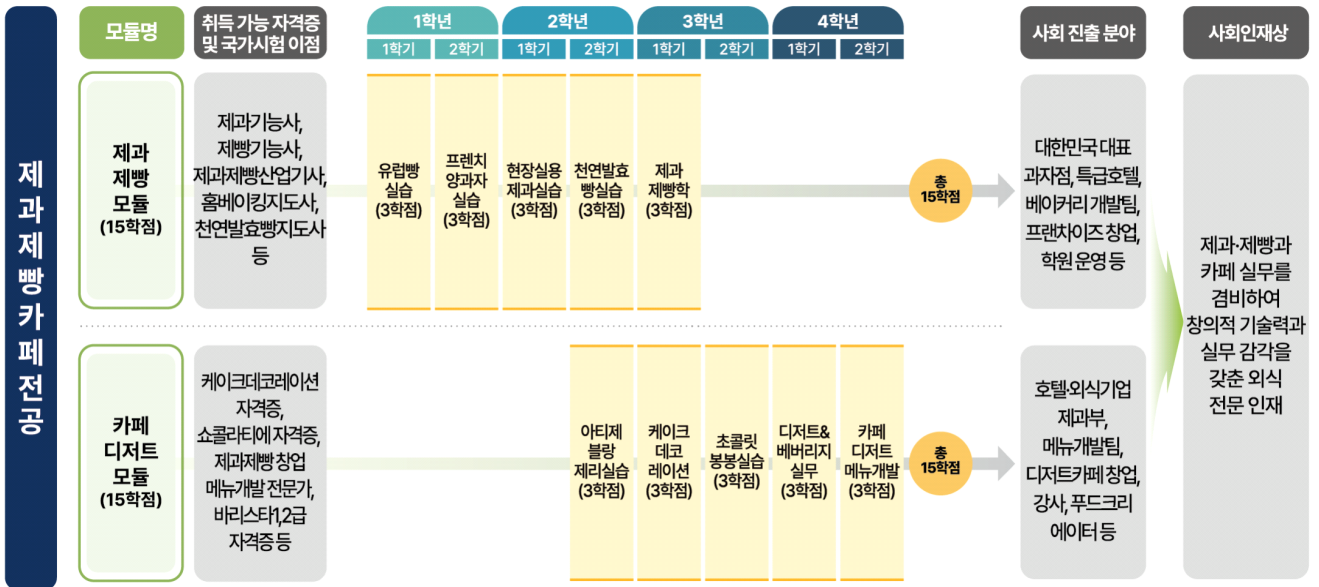 제과제빵카페전공
모듈명
취득 가능 자격증
및 국가시험 이점
1학년
2학년
3학년
4학년
1학기
2학기
1학기
2학기
1학기
2학기
1학기
2학기
사회 진출 분야
사회인재상
제과
제빵
모듈
(15학점)
제과기능사,
제빵기능사,
제과제빵산업기사,
홈베이킹지도사,
천연발효빵지도사
등
유럽빵
실습
(3학점)
프렌치
양과자
실습
(3학점)
현장실용
제과실습
(3학점)
천연발효
빵실습
(3학점)
제과
제빵학
(3학점)
총
15학점
대한민국 대표
과자점, 특급호텔,
베이커리 개발팀,
프랜차이즈 창업,
학원 운영 등
카페
디저트
모듈
(15학점)
케이크데코레이션
자격증,
쇼콜라티에 자격증,
제과제빵 창업
메뉴개발 전문가,
바리스타1,2급
자격증 등
아티제
블랑
제리실습
(3학점)
케이크
데코
레이션
(3학점)
초콜릿
봉봉실습
(3학점)
디저트&
베버리지
실무
(3학점)
카페
디저트
메뉴개발
(3학점)
총
15학점
호텔·외식기업
제과부,
메뉴개발팀,
디저트카페 창업,
강사, 푸드크리
에이터 등
제과·제빵과
카페 실무를
겸비하여
창의적 기술력과
실무 감각을
갖춘 외식
전문 인재